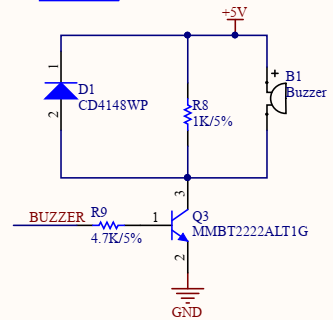 +5V
1
D1
CD4148WP
2
R8
1K/5%
+
B1
Buzzer
3
BUZZER
R9
4.7K/5%
1
Q3
MMBT2222ALT1G
2
GND